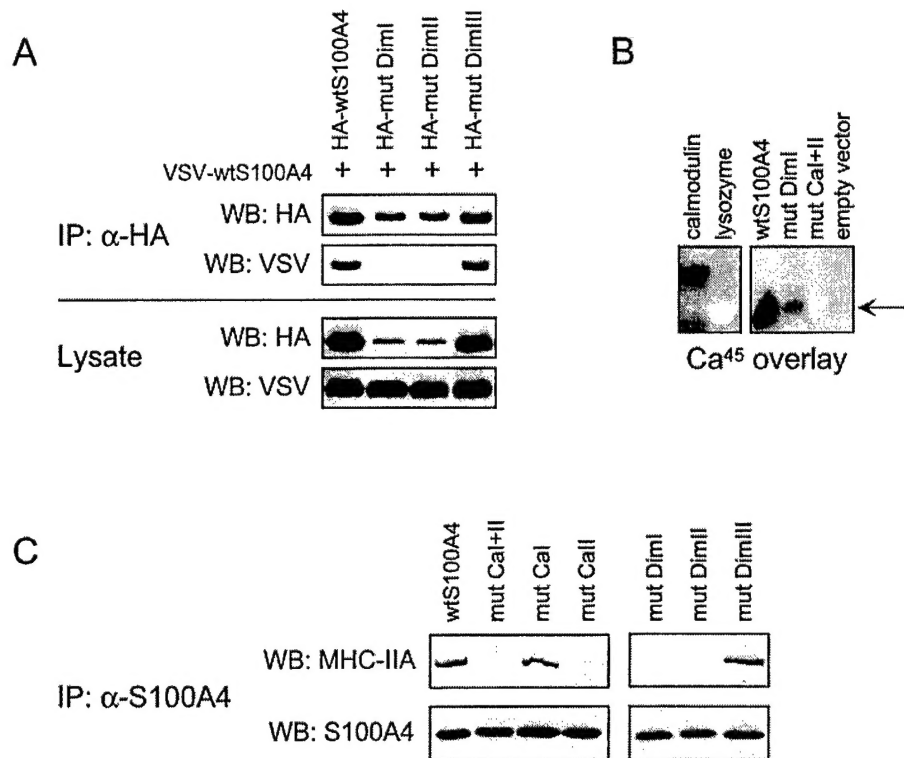 A
HA-wtS100A4
HA-mut DimI
HA-mut DimII
HA-mut DimIII
VSV-wtS100A4 + + + +
IP: α-HA
WB: HA
WB: VSV
Lysate
WB: HA
WB: VSV
B
calmodulin
lysozyme
wtS100A4
mut DimI
mut CaI+II
empty vector
Ca45 overlay
C
wtS100A4
mut CaI+II
mut CaI
mut CaII
mut DimI
mut DimII
mut DimIII
IP: α-S100A4
WB: MHC-IIA
WB: S100A4